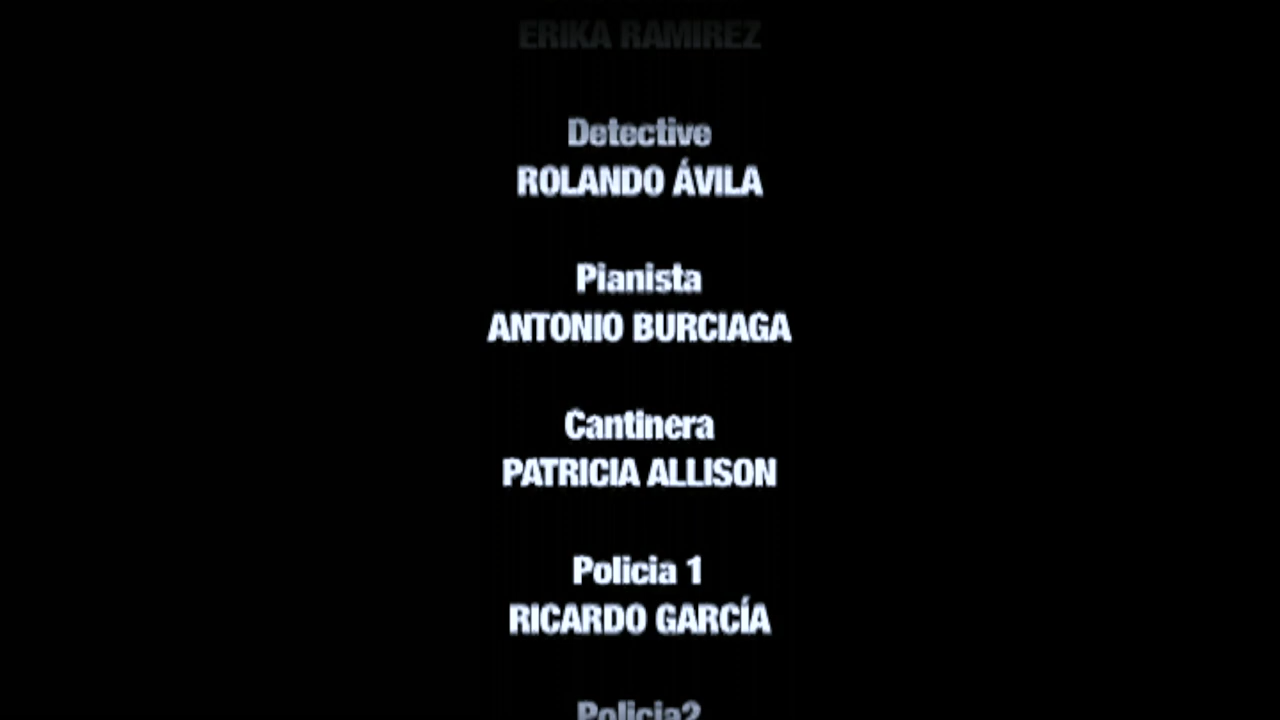 ERIKA RAMIREZ
Detective
ROLANDO ÁVILA
Pianista
ANTONIO BURCIAGA
Cantinera
PATRICIA ALLISON
Policia 1
RICARDO GARCÍA
Policia2